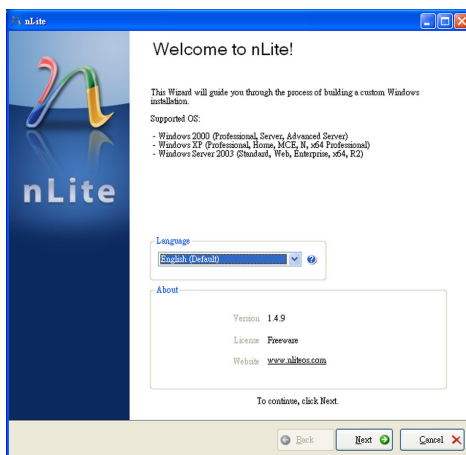 nLite
Welcome to nLite!
This Wizard will guide you through the process of building a custom Windows
installation.
Supported OS:
- Windows 2000 (Professional, Server, Advanced Server)
- Windows XP (Professional, Home, MCE, N, x64 Professional)
- Windows Server 2003 (Standard, Web, Enterprise, x64, R2)
nLite
Language
English (Default)
About
Version 1.4.9
License Freeware
Website www.nliteos.com
To continue, click Next.
Back Next Cancel